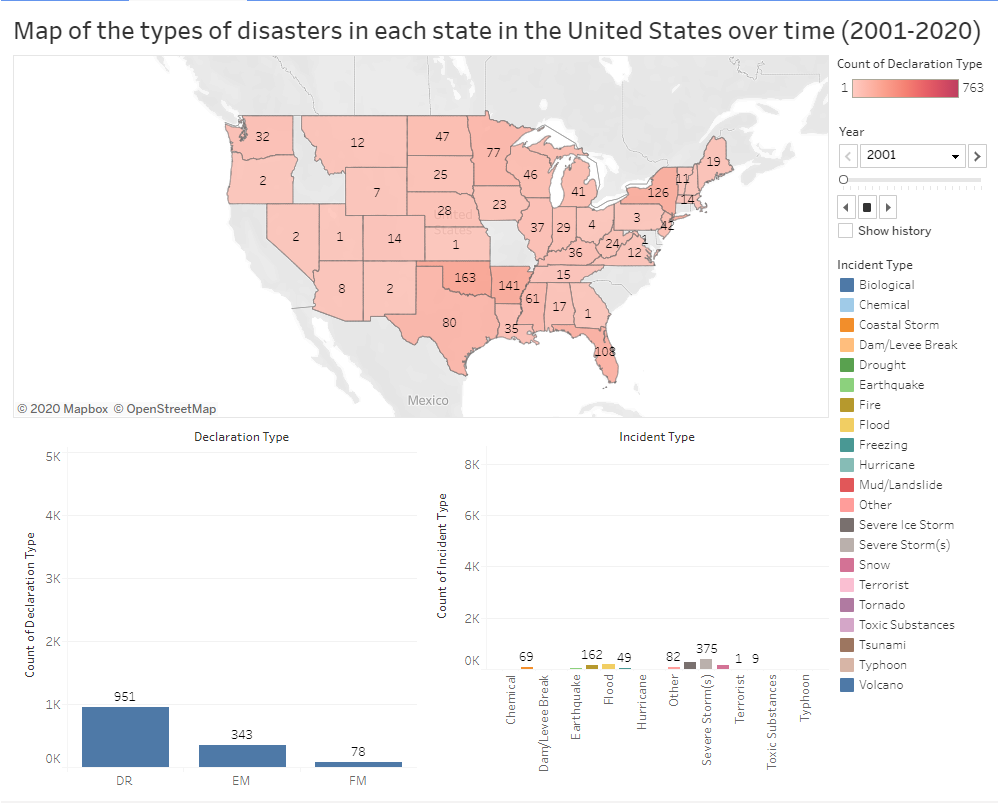 Map of the types of disasters in each state in the United States over time (2001-2020)
Count of Declaration Type
1 763
Year
2001
Show history
32 12 47 77 19
2 7 25 46 41 126 11 14
28 23 3 42
2 1 14 1 37 29 4 24 12 1
36
8 2 163 141 15
80 61 17 1
35 108
United
States
Mexico
© 2020 Mapbox © OpenStreetMap
Incident Type
Biological
Chemical
Coastal Storm
Dam/Levee Break
Drought
Earthquake
Fire
Flood
Freezing
Hurricane
Mud/Landslide
Other
Severe Ice Storm
Severe Storm(s)
Snow
Terrorist
Tornado
Toxic Substances
Tsunami
Typhoon
Volcano
Declaration Type
Count of Declaration Type
5K
4K
3K
2K
1K
0K
951
343
78
DR EM FM
Incident Type
Count of Incident Type
8K
6K
4K
2K
0K
69 162 49 82 375 1 9
Chemical
Dam/Levee Break
Earthquake
Flood
Hurricane
Other
Severe Storm(s)
Terrorist
Toxic Substances
Typhoon